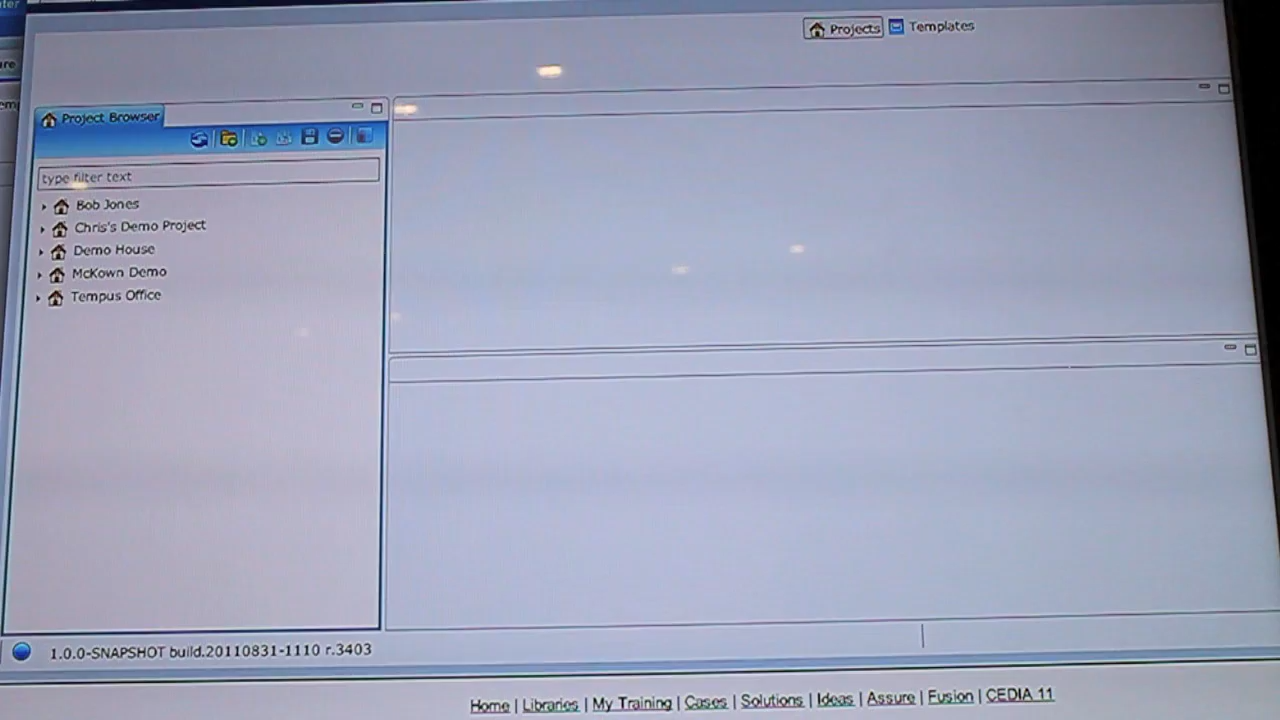 Projects Templates
Project Browser
type filter text
Bob Jones
Chris's Demo Project
Demo House
McKown Demo
Tempus Office
1.0.0-SNAPSHOT build.20110831-1110 r.3403
Home | Libraries | My Training | Cases | Solutions | Ideas | Assure | Fusion | CEDIA 11